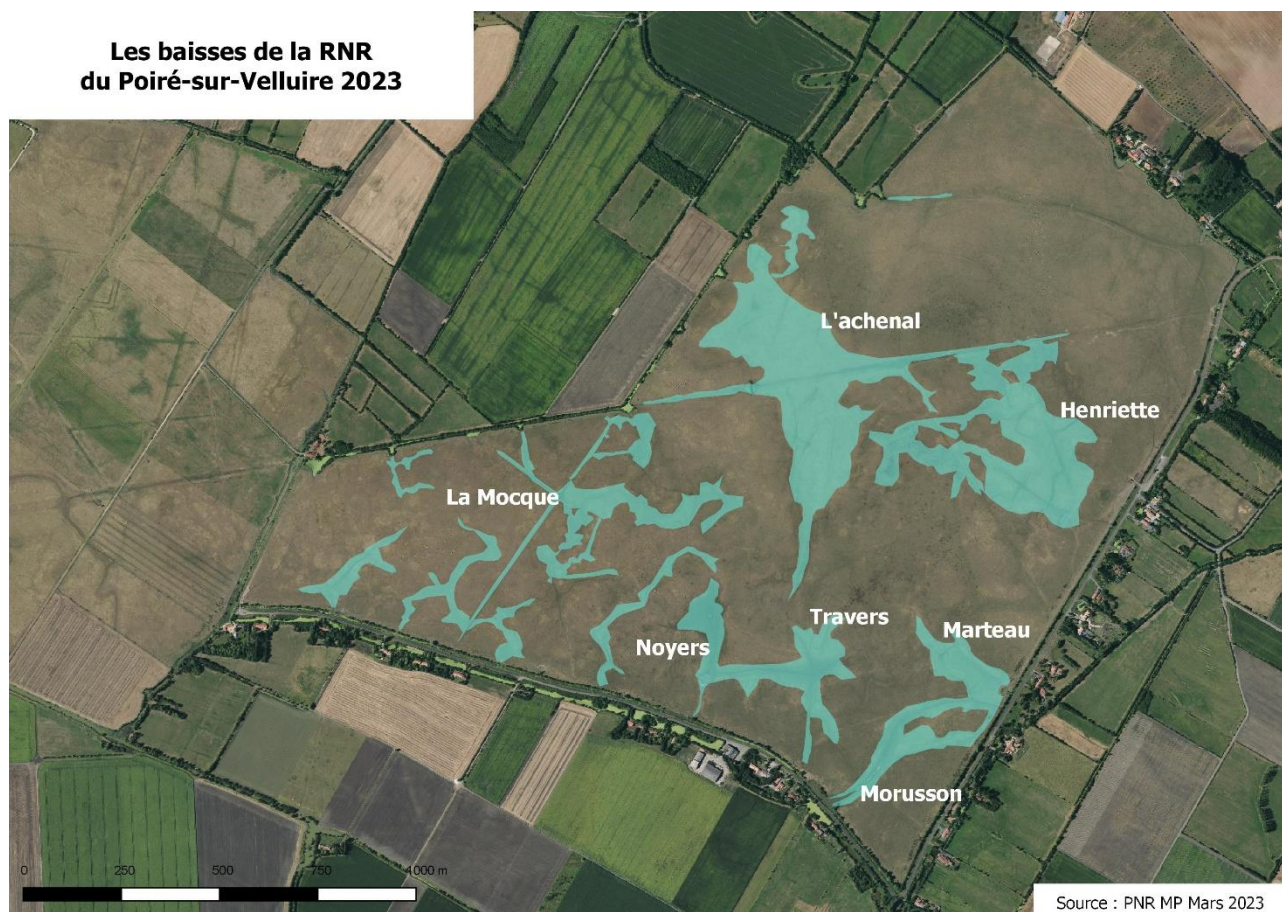 Les baisses de la RNR
du Poiré-sur-Velluire 2023
L'achenal
Henriette
La Mocque
Travers
Marteau
Noyers
Morusson
0 250 500 750 1000 m
Source : PNR MP Mars 2023